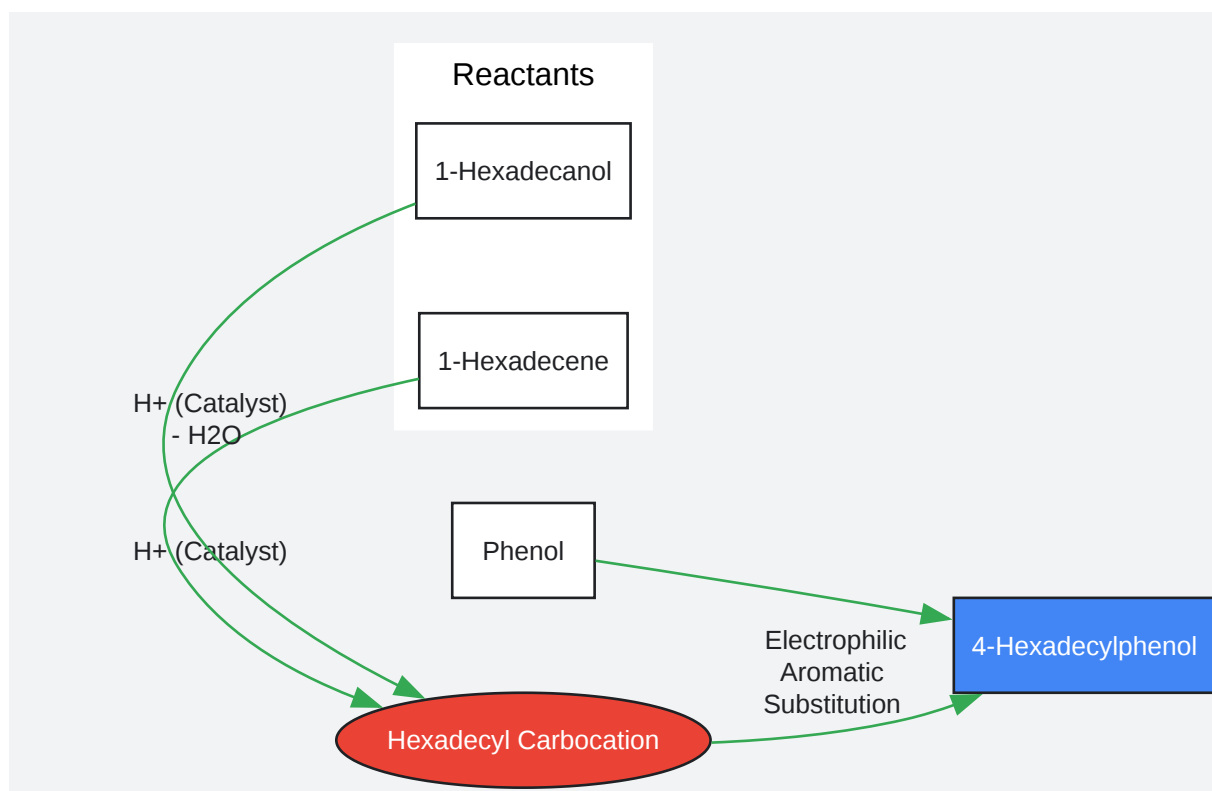 Reactants
1-Hexadecanol
1-Hexadecene
H+ (Catalyst)
- H2O
H+ (Catalyst)
Phenol
Electrophilic
Aromatic
Substitution
4-Hexadecylphenol
Hexadecyl Carbocation